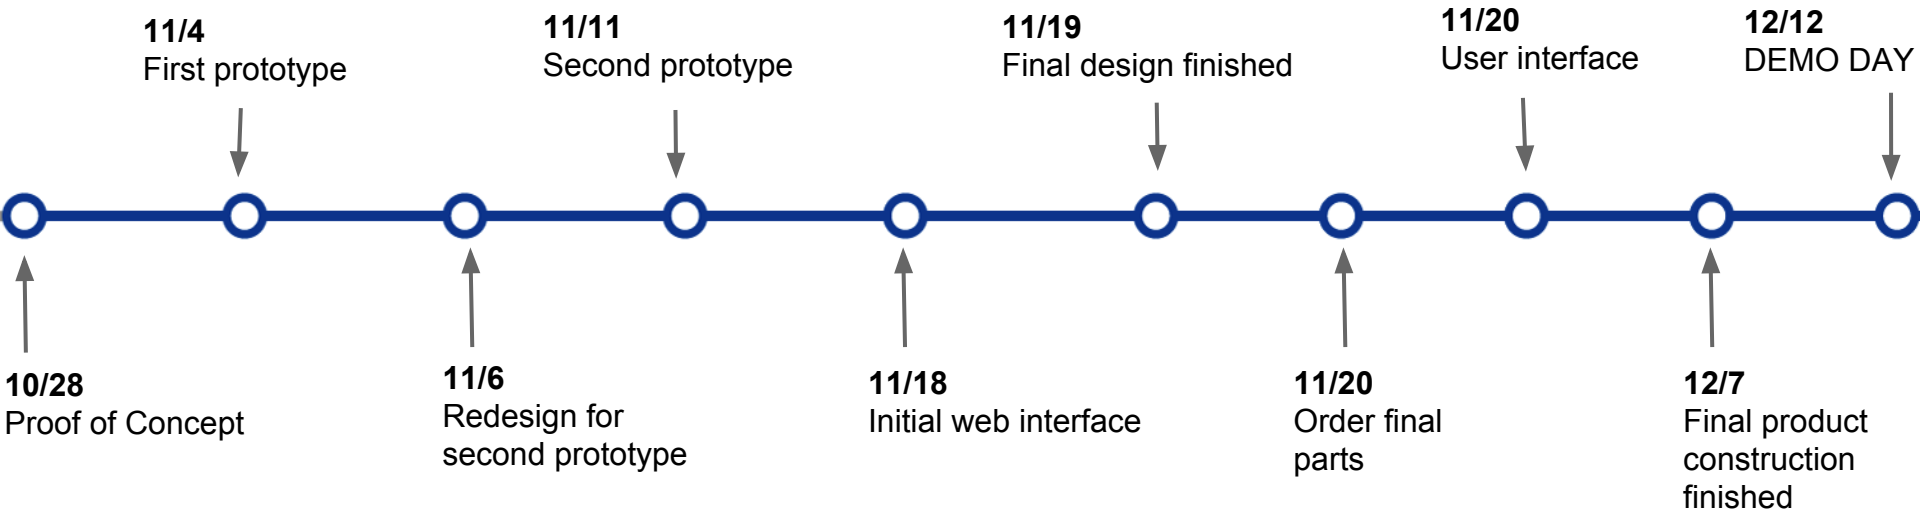 10/28
Proof of Concept
11/4
First prototype
11/6
Redesign for
second prototype
11/11
Second prototype
11/18
Initial web interface
11/19
Final design finished
11/20
Order final
parts
11/20
User interface
12/7
Final product
construction
finished
12/12
DEMO DAY